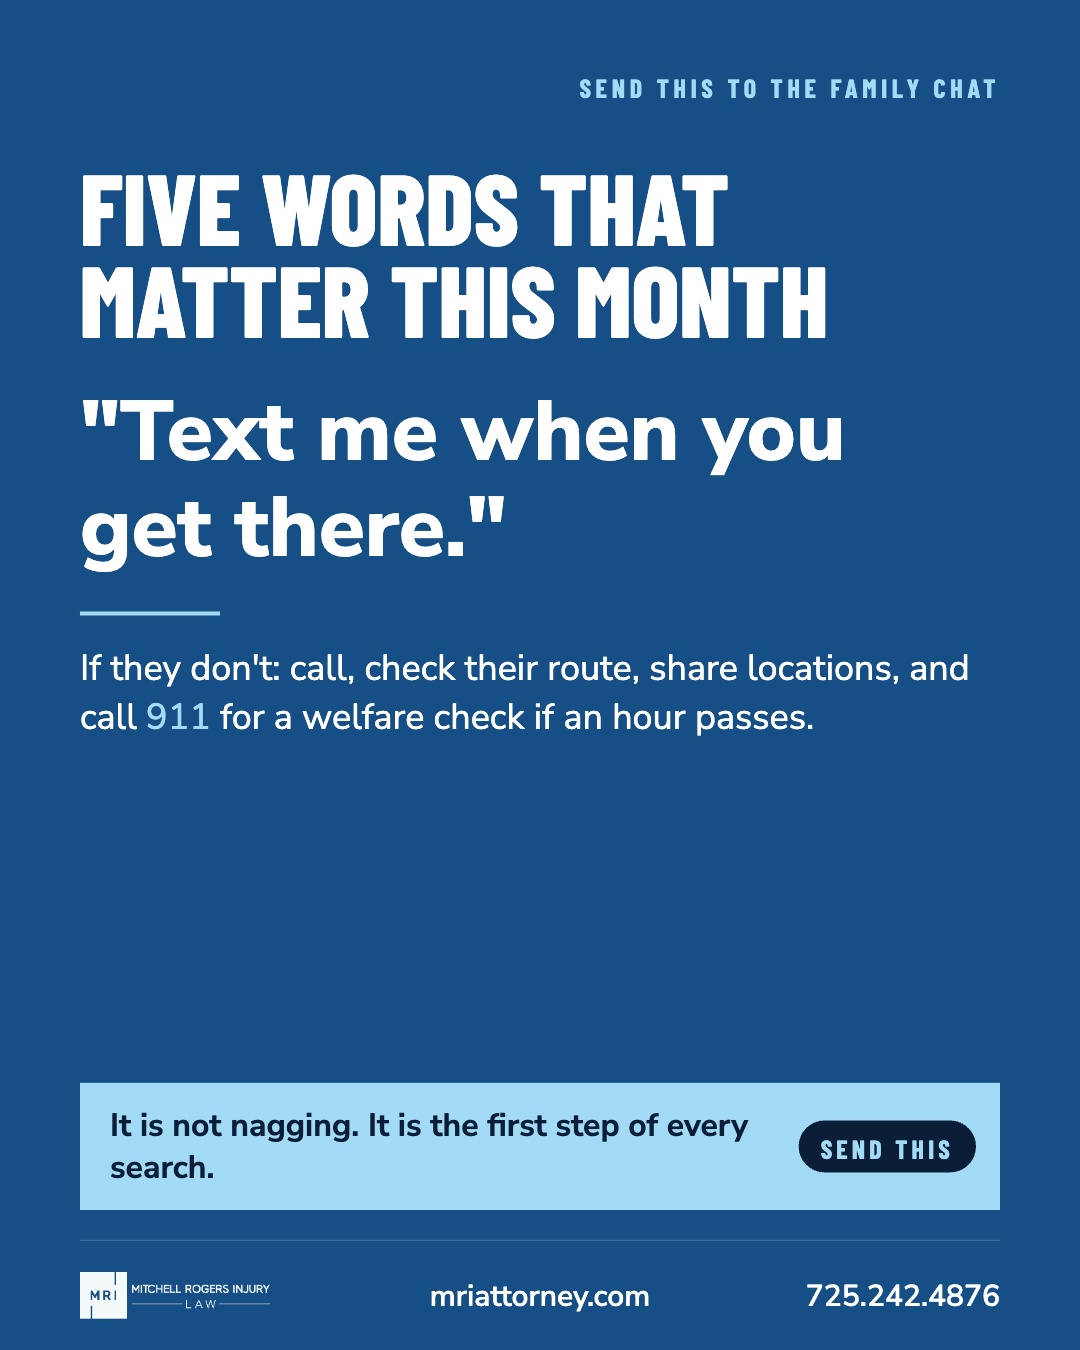 SEND THIS TO THE FAMILY CHAT
FIVE WORDS THAT
MATTER THIS MONTH
"Text me when you
get there."
If they don't: call, check their route, share locations, and
call 911 for a welfare check if an hour passes.
It is not nagging. It is the first step of every
search.
SEND THIS
MRI
MITCHELL ROGERS INJURY
LAW
mriattorney.com
725.242.4876